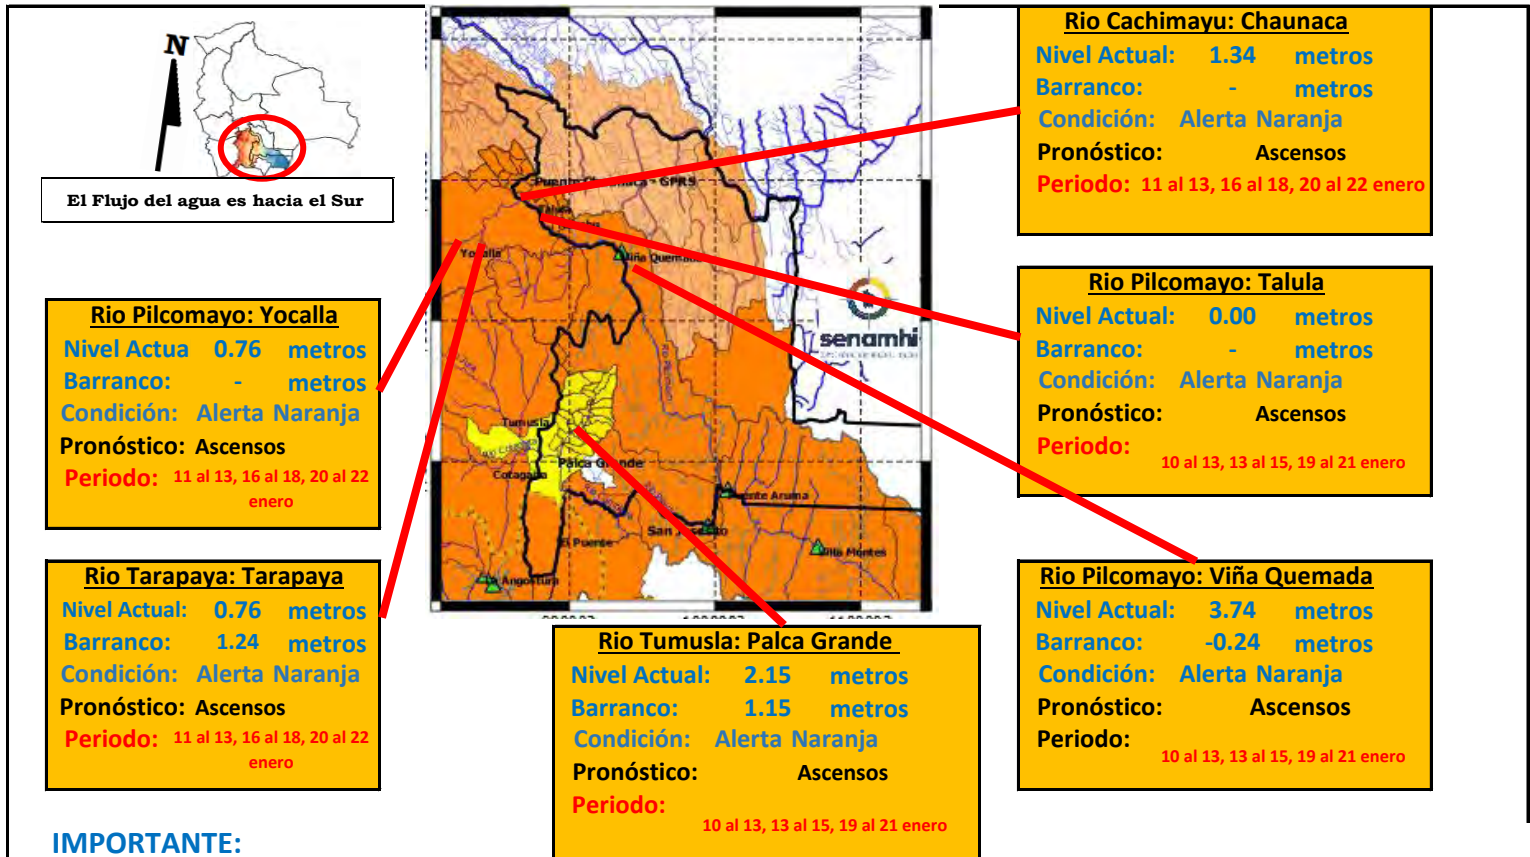 N
El Flujo del agua es hacia el Sur
Rio Pilcomayo: Yocalla
Nivel Actua 0.76 metros
Barranco: - metros
Condición: Alerta Naranja
Pronóstico: Ascensos
Periodo: 11 al 13, 16 al 18, 20 al 22
enero
Rio Tarapaya: Tarapaya
Nivel Actual: 0.76 metros
Barranco: 1.24 metros
Condición: Alerta Naranja
Pronóstico: Ascensos
Periodo: 11 al 13, 16 al 18, 20 al 22
enero
IMPORTANTE:
Yocalla
Tumusla
Palca Grande
Cotagaita
El Puente
Angostura
San Josecito
Puente Aruma
Villa Montes
senamhi
Rio Tumusla: Palca Grande
Nivel Actual: 2.15 metros
Barranco: 1.15 metros
Condición: Alerta Naranja
Pronóstico: Ascensos
Periodo:
10 al 13, 13 al 15, 19 al 21 enero
Rio Cachimayu: Chaunaca
Nivel Actual: 1.34 metros
Barranco: - metros
Condición: Alerta Naranja
Pronóstico: Ascensos
Periodo: 11 al 13, 16 al 18, 20 al 22 enero
Rio Pilcomayo: Talula
Nivel Actual: 0.00 metros
Barranco: - metros
Condición: Alerta Naranja
Pronóstico: Ascensos
Periodo:
10 al 13, 13 al 15, 19 al 21 enero
Rio Pilcomayo: Viña Quemada
Nivel Actual: 3.74 metros
Barranco: -0.24 metros
Condición: Alerta Naranja
Pronóstico: Ascensos
Periodo:
10 al 13, 13 al 15, 19 al 21 enero